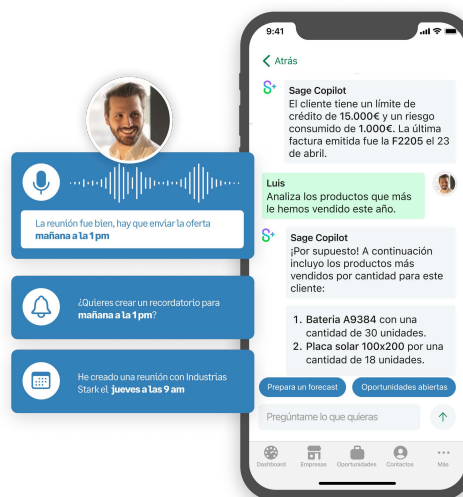 La reunión fue bien, hay que enviar la oferta
mañana a la 1 pm
¿Quieres crear un recordatorio para
mañana a la 1 pm?
He creado una reunión con Industrias
Stark el jueves a las 9 am
9:41
Atrás
Sage Copilot
El cliente tiene un límite de
crédito de 15.000€ y un riesgo
consumido de 1.000€. La última
factura emitida fue la F2205 el 23
de abril.
Luis
Analiza los productos que más
le hemos vendido este año.
Sage Copilot
¡Por supuesto! A continuación
incluyo los productos más
vendidos por cantidad para este
cliente:
1. Bateria A9384 con una
cantidad de 30 unidades.
2. Placa solar 100x200 por una
cantidad de 18 unidades.
Prepara un forecast
Oportunidades abiertas
Pregúntame lo que quieras
Dashboard
Empresas
Oportunidades
Contactos
Más